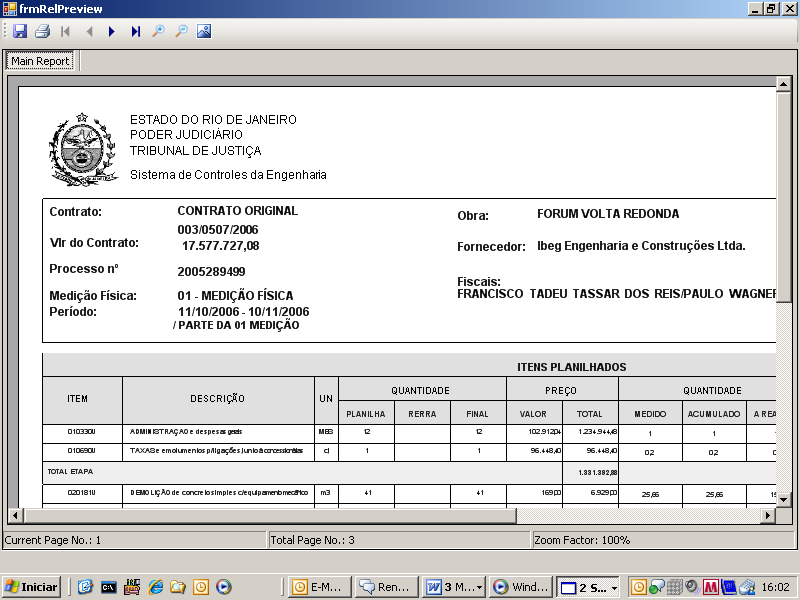 frmRelPreview
Main Report
ESTADO DO RIO DE JANEIRO
PODER JUDICIÁRIO
TRIBUNAL DE JUSTIÇA
Sistema de Controles da Engenharia
Contrato: CONTRATO ORIGINAL
003/0507/2006
Vlr do Contrato: 17.577.727,08
Processo nº 2005289499
Medição Física: 01 - MEDIÇÃO FÍSICA
Período: 11/10/2006 - 10/11/2006
/ PARTE DA 01 MEDIÇÃO
Obra: FORUM VOLTA REDONDA
Fornecedor: Ibeg Engenharia e Construções Ltda.
Fiscais:
FRANCISCO TADEU TASSAR DOS REIS/PAULO WAGNER
ITENS PLANILHADOS
ITEM DESCRIÇÃO UN QUANTIDADE PREÇO QUANTIDADE
PLANILHA RERRA FINAL VALOR TOTAL MEDIDO ACUMULADO A REA
010330U ADMINISTRAÇAO e despesas gerais MES 12 12 102.912,04 1.234.944,48 1 1
010690U TAXAS e emolumentos p/ligações junto à concessionárias cj 1 1 96.448,40 96.448,40 0,2 0,2
TOTAL ETAPA 1.331.392,88
020181U DEMOLIÇÃO de concreto simples c/equipamento mecânico m3 41 41 169,00 6.929,00 25,65 25,65
Current Page No.: 1 Total Page No.: 3 Zoom Factor: 100%
Iniciar E-M... Ren... 3 M... Wind... 2 S... 16:02